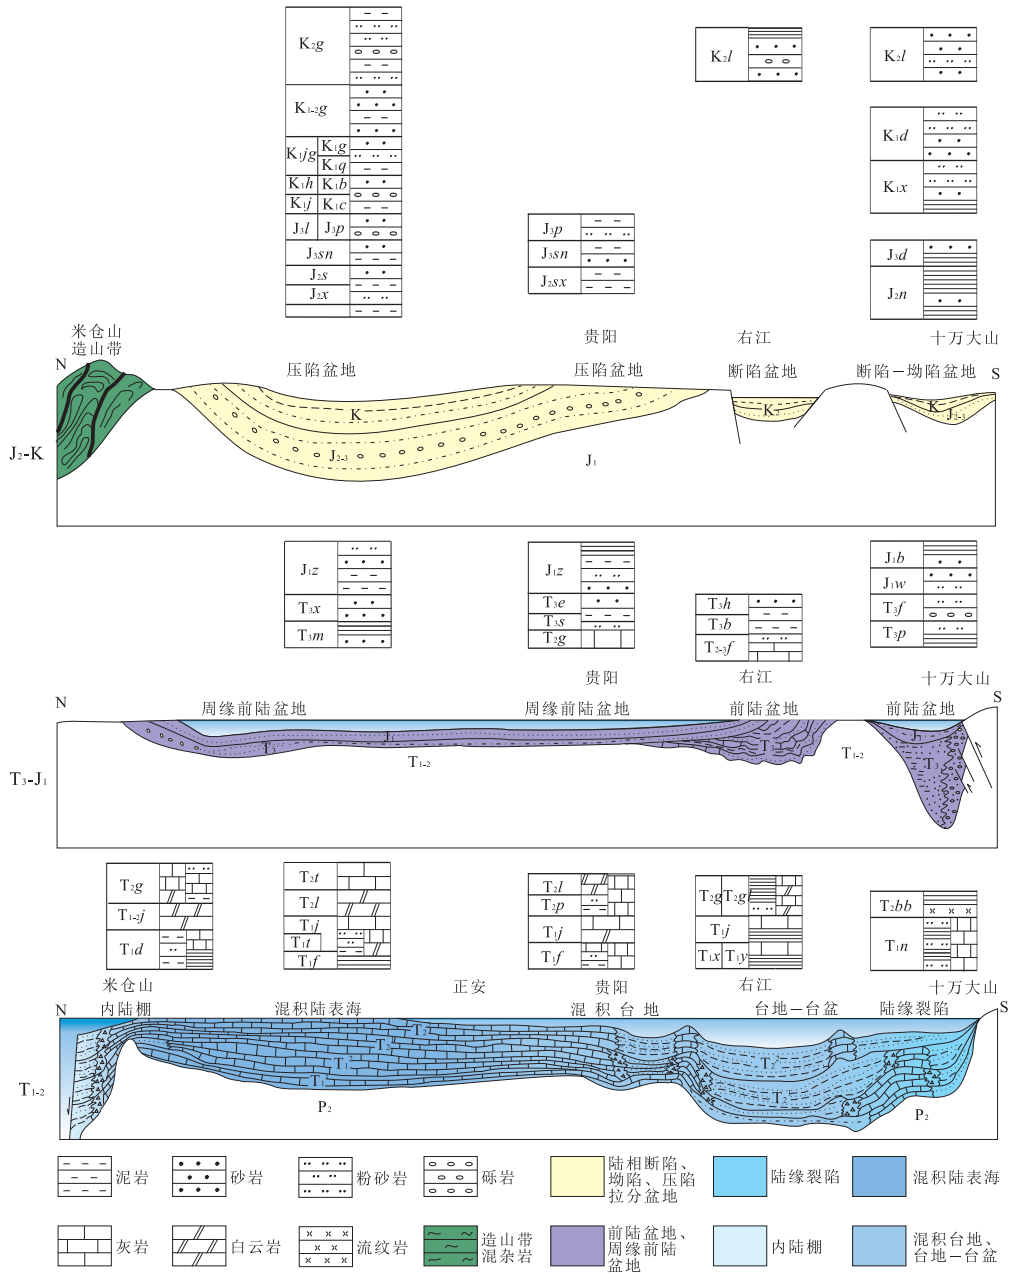 K₂g
K₁₋₂g
K₁jg K₁g
K₁q
K₁h K₁b
K₁j K₁c
J₃l J₃p
J₃sn
J₂s
J₂x
J₃p
J₃sn
J₂sx
K₂l
K₂l
K₁d
K₁x
J₃d
J₂n
米仓山
造山带
贵阳
右江
十万大山
N
压陷盆地
压陷盆地
断陷盆地
断陷－坳陷盆地
S
K
K
K
J₂₋₃
J₂₋₃
J₁
J₂-K
J₁z
T₃x
T₃m
J₁z
T₃e
T₃s
T₂g
T₃h
T₃b
T₂₋₃f
J₁b
J₁w
T₃f
T₃p
贵阳
右江
十万大山
N
周缘前陆盆地
周缘前陆盆地
前陆盆地
前陆盆地
S
J₁
J₁
T₃
T₃
T₁₋₂
T₁₋₂
T₃-J₁
T₂g
T₁₋₂j
T₁d
T₂t
T₂l
T₁j
T₁t
T₁f
T₂l
T₂p
T₁j
T₁f
T₂g T₂gl
T₁j
T₁x T₁y
T₂bb
T₁n
米仓山
正安
贵阳
右江
十万大山
N
内陆棚
混积陆表海
混积台地
台地－台盆
陆缘裂陷
S
T₂
T₁
T₂
P₂
P₂
T₁₋₂
泥岩
砂岩
粉砂岩
砾岩
陆相断陷、
坳陷、压陷
拉分盆地
陆缘裂陷
混积陆表海
灰岩
白云岩
流纹岩
造山带
混杂岩
前陆盆地、
周缘前陆
盆地
内陆棚
混积台地、
台地－台盆